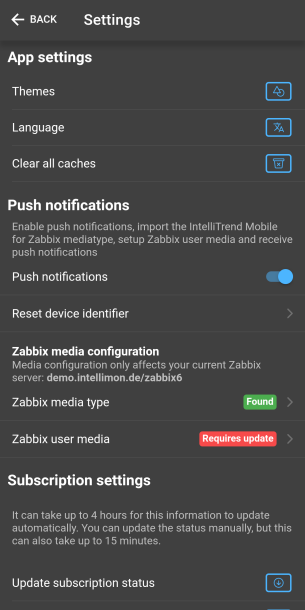 BACK Settings
App settings
Themes
Language
Clear all caches
Push notifications
Enable push notifications, import the IntelliTrend Mobile
for Zabbix mediatype, setup Zabbix user media and receive
push notifications
Push notifications
Reset device identifier
Zabbix media configuration
Media configuration only affects your current Zabbix
server: demo.intellimon.de/zabbix6
Zabbix media type Found
Zabbix user media Requires update
Subscription settings
It can take up to 4 hours for this information to update
automatically. You can update the status manually, but this
can also take up to 15 minutes.
Update subscription status